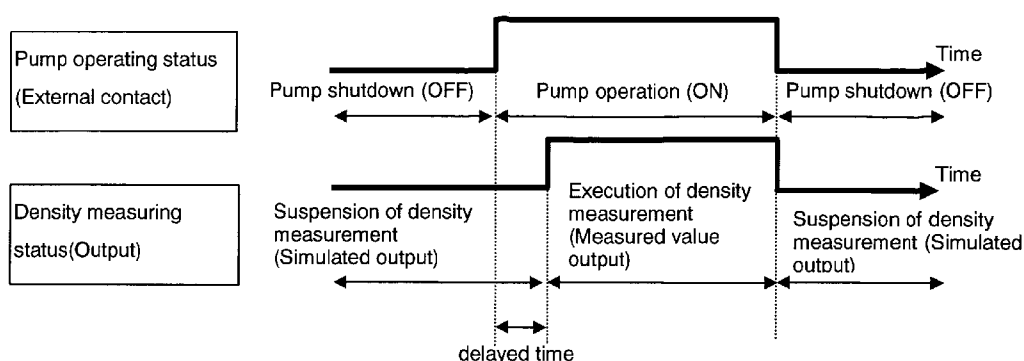 Pump operating status
(External contact)
Time
Pump shutdown (OFF)
Pump operation (ON)
Pump shutdown (OFF)
Density measuring
status(Output)
Time
Suspension of density
measurement
(Simulated output)
Execution of density
measurement
(Measured value
output)
Suspension of density
measurement (Simulated
output)
delayed time